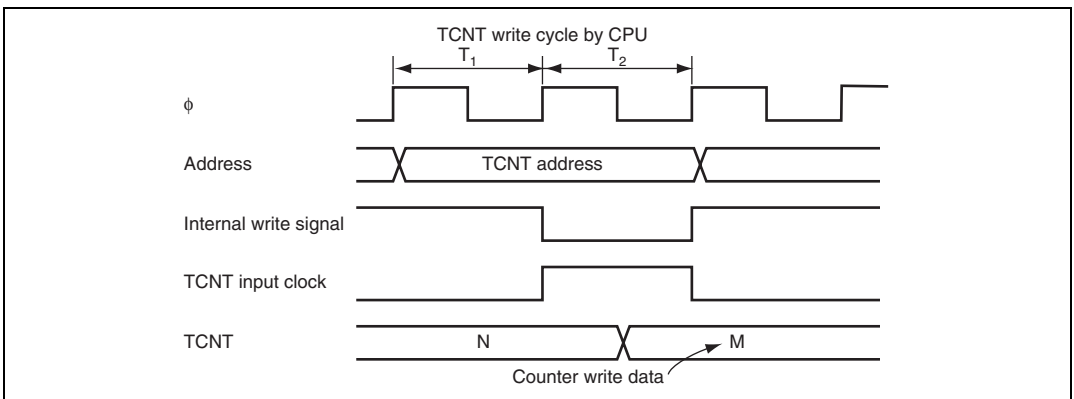 TCNT write cycle by CPU
T1 T2
ϕ
Address TCNT address
Internal write signal
TCNT input clock
TCNT N M
Counter write data